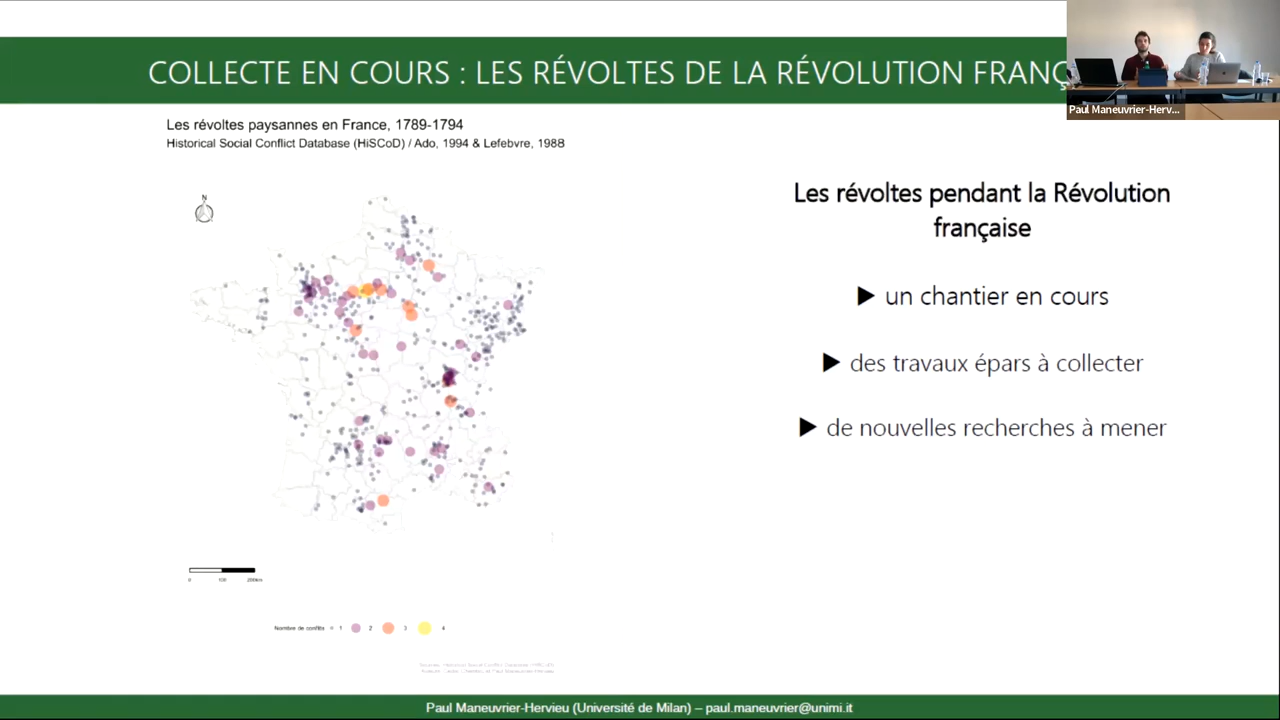 COLLECTE EN COURS : LES RÉVOLTES DE LA RÉVOLUTION FRANÇ
Paul Maneuvrier-Herv...
Les révoltes paysannes en France, 1789-1794
Historical Social Conflict Database (HiSCoD) / Ado, 1994 & Lefebvre, 1988
N
Les révoltes pendant la Révolution
française
▶ un chantier en cours
▶ des travaux épars à collecter
▶ de nouvelles recherches à mener
0 100 200km
Nombre de conflits 1 2 3 4
Paul Maneuvrier-Hervieu (Université de Milan) – paul.maneuvrier@unimi.it